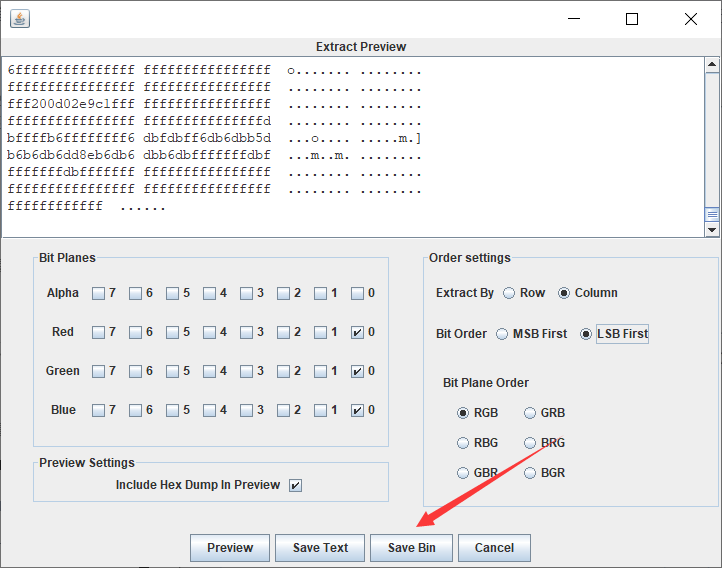 Extract Preview
6fffffffffffffff ffffffffffffffff  o....... ........
ffffffffffffffff ffffffffffffffff  ........ ........
fff200d02e9c1fff ffffffffffffffff  ........ ........
ffffffffffffffff fffffffffffffffd  ........ ........
bffffb6ffffffff6 dbfdbff6db6dbb5d  ...o.... .....m.]
b6b6db6dd8eb6db6 dbb6dbfffffffdbf  ...m..m. ........
fffffffdbfffffff ffffffffffffffff  ........ ........
ffffffffffffffff ffffffffffffffff  ........ ........
ffffffffffff  ......
Bit Planes
Alpha 7 6 5 4 3 2 1 0
Red 7 6 5 4 3 2 1 0
Green 7 6 5 4 3 2 1 0
Blue 7 6 5 4 3 2 1 0
Preview Settings
Include Hex Dump In Preview
Order settings
Extract By Row Column
Bit Order MSB First LSB First
Bit Plane Order
RGB GRB
RBG BRG
GBR BGR
Preview Save Text Save Bin Cancel